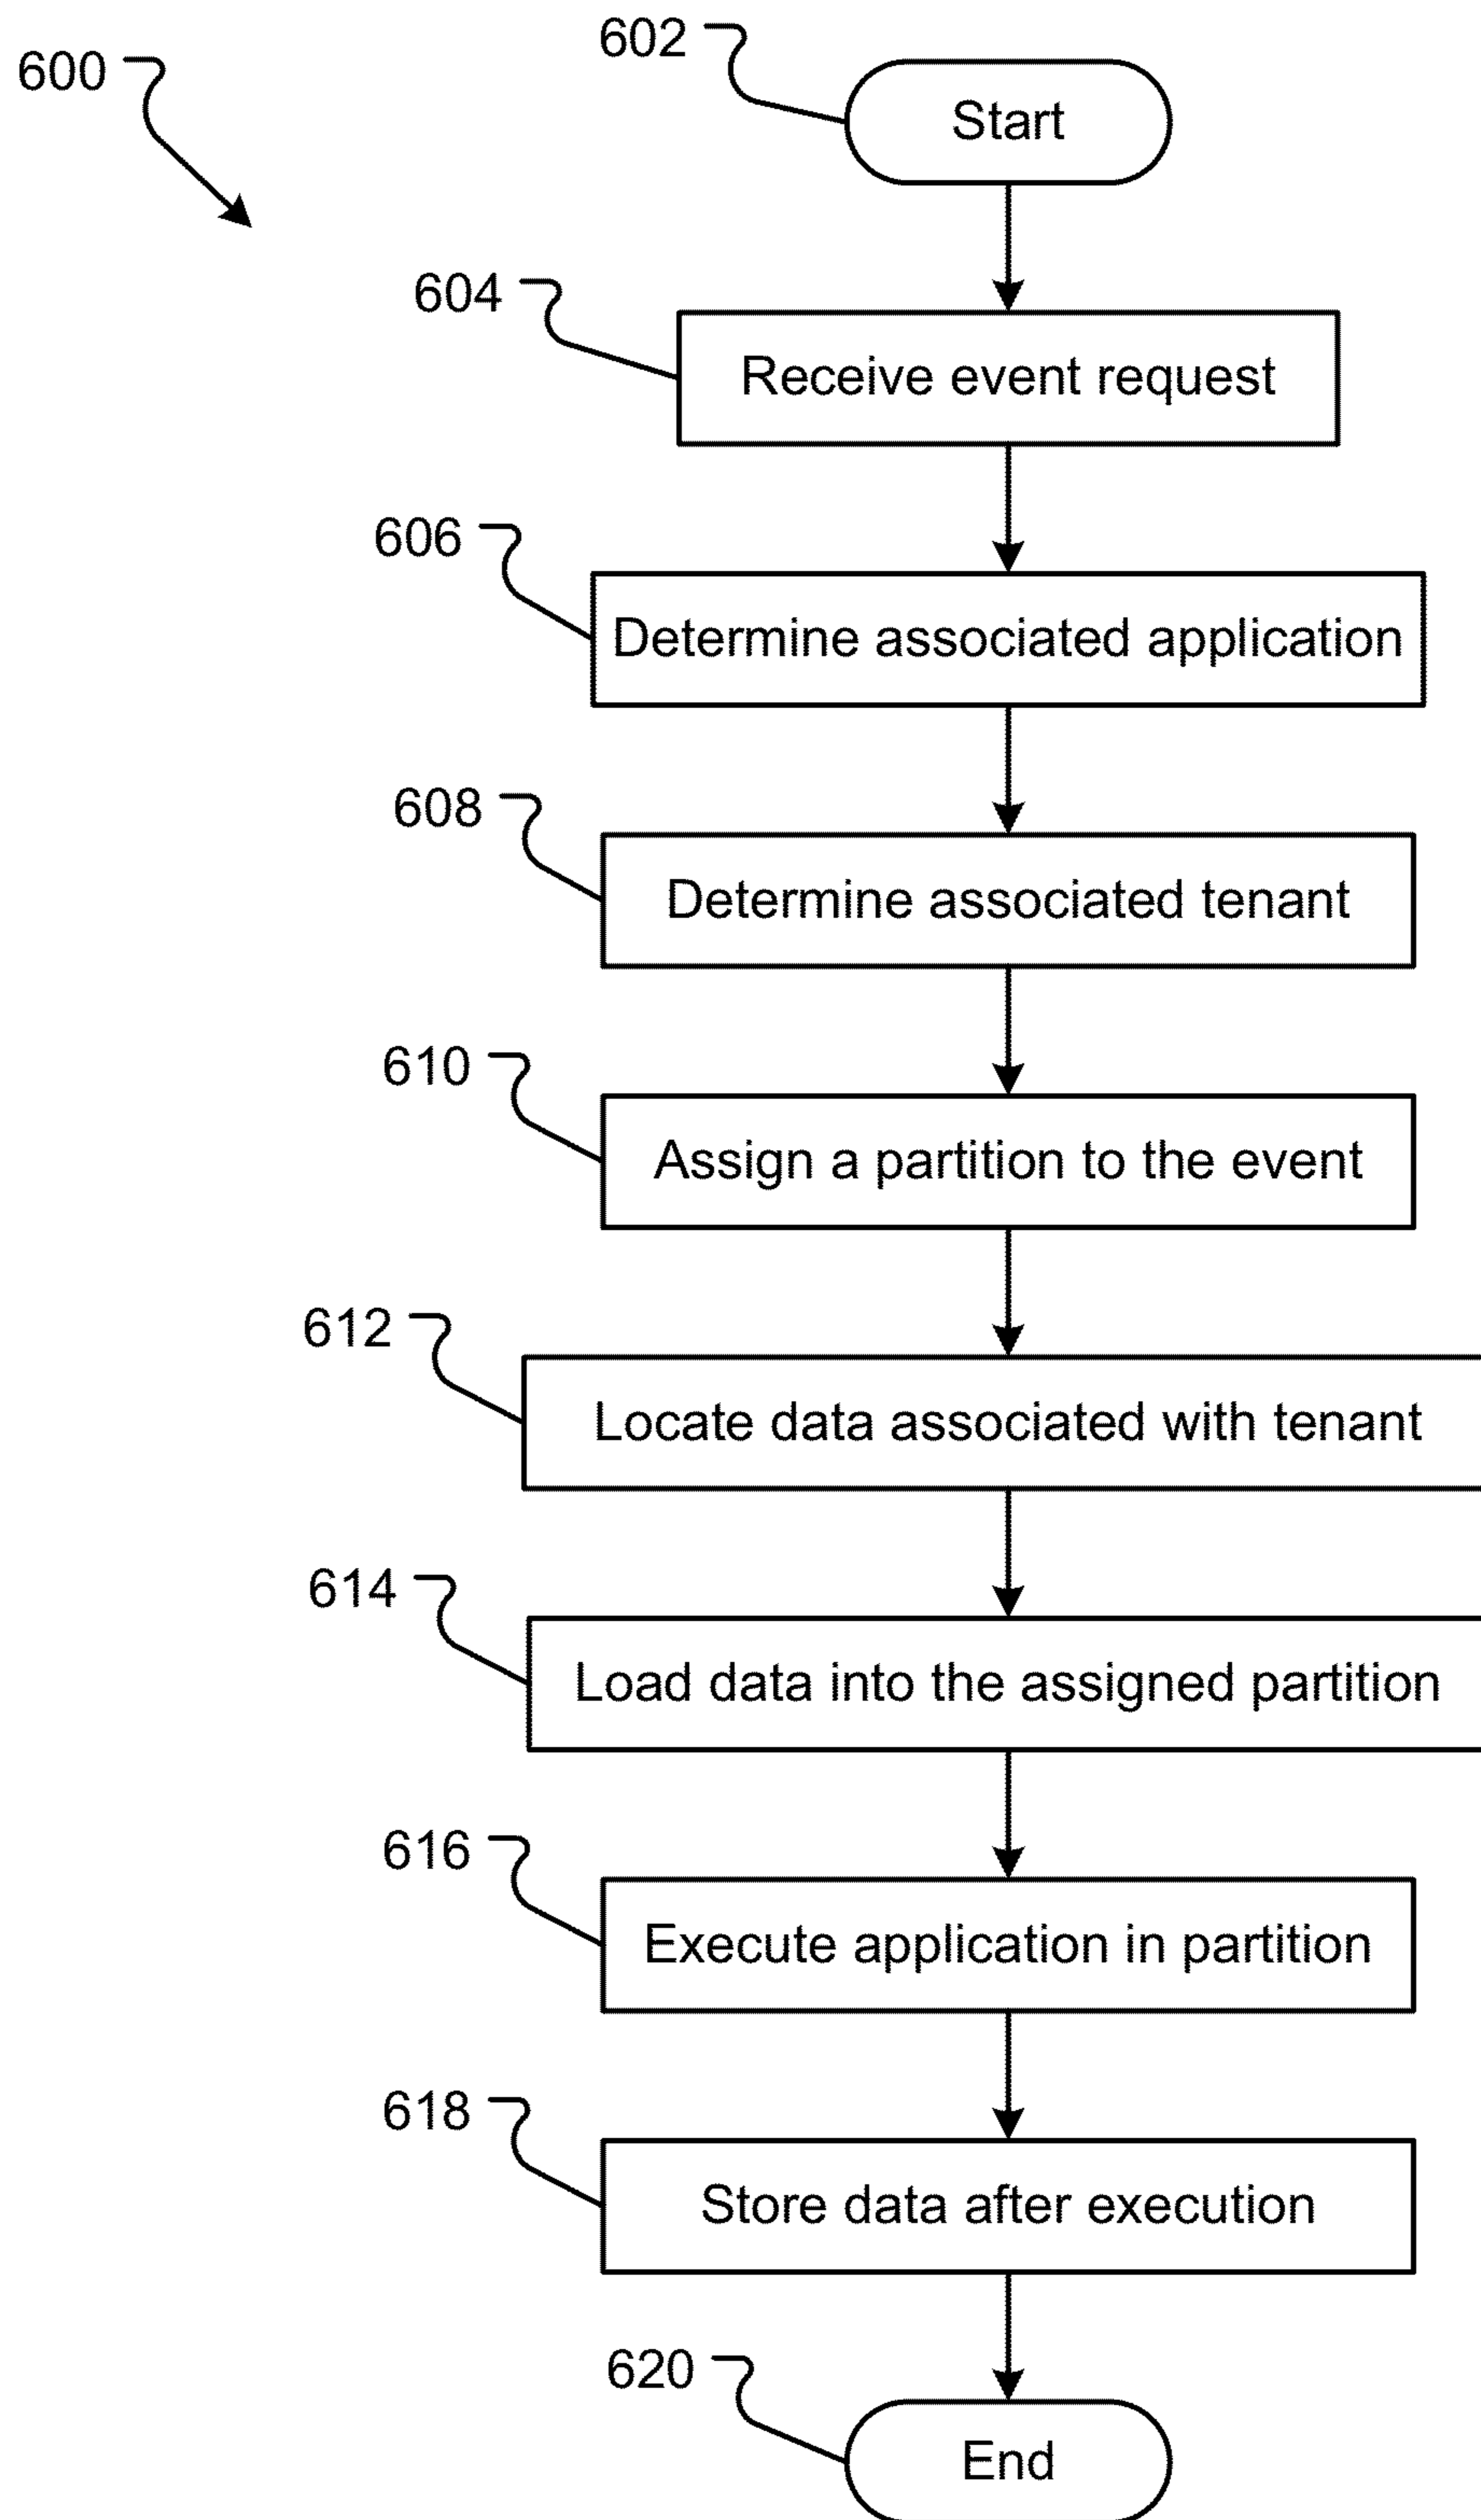 600
602
Start
604
Receive event request
606
Determine associated application
608
Determine associated tenant
610
Assign a partition to the event
612
Locate data associated with tenant
614
Load data into the assigned partition
616
Execute application in partition
618
Store data after execution
620
End